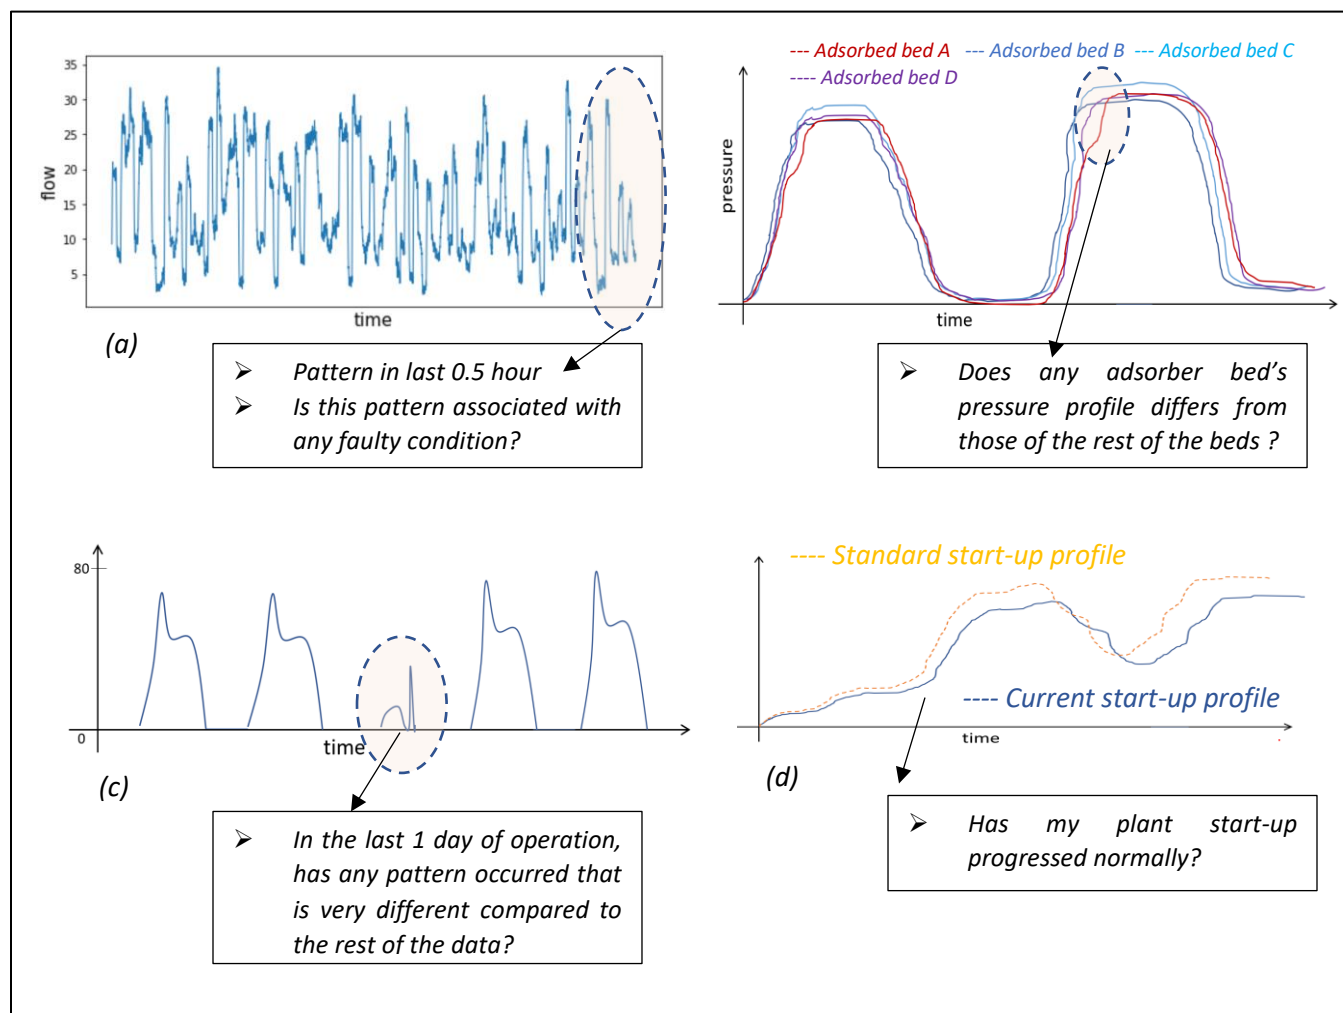 35
30
25
20
15
10
5
flow
time
(a)
➢ Pattern in last 0.5 hour
➢ Is this pattern associated with
any faulty condition?
--- Adsorbed bed A --- Adsorbed bed B --- Adsorbed bed C
---- Adsorbed bed D
pressure
time
➢ Does any adsorber bed's
pressure profile differs from
those of the rest of the beds ?
80
0
time
(c)
➢ In the last 1 day of operation,
has any pattern occurred that
is very different compared to
the rest of the data?
---- Standard start-up profile
---- Current start-up profile
time
(d)
➢ Has my plant start-up
progressed normally?